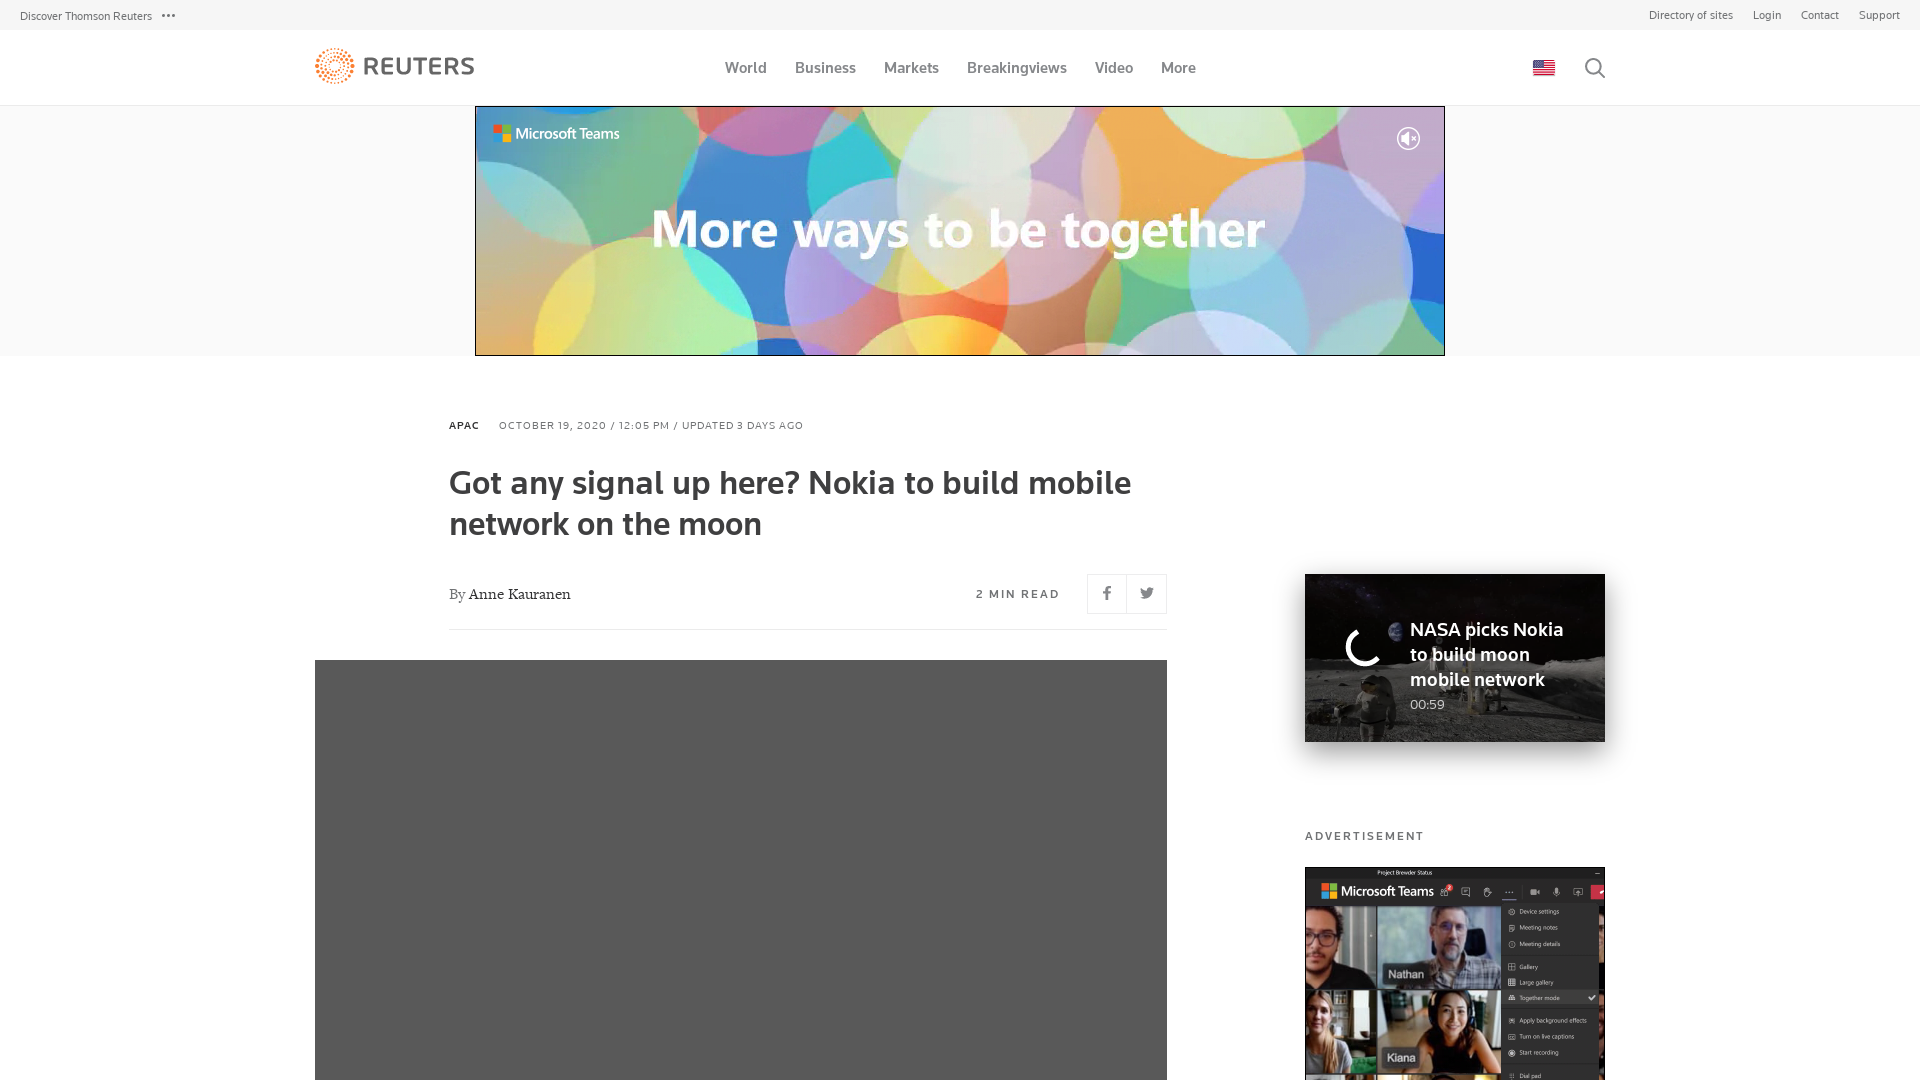 Discover Thomson Reuters
Directory of sites
Login
Contact
Support
REUTERS
World
Business
Markets
Breakingviews
Video
More
Microsoft Teams
More ways to be together
APAC
OCTOBER 19, 2020 / 12:05 PM / UPDATED 3 DAYS AGO
Got any signal up here? Nokia to build mobile
network on the moon
By Anne Kauranen
2 MIN READ
NASA picks Nokia
to build moon
mobile network
00:59
ADVERTISEMENT
Project Brewder Status
Microsoft Teams
Device settings
Meeting notes
Meeting details
Gallery
Large gallery
Together mode
Apply background effects
Turn on live captions
Start recording
Dial pad
Nathan
Kiana